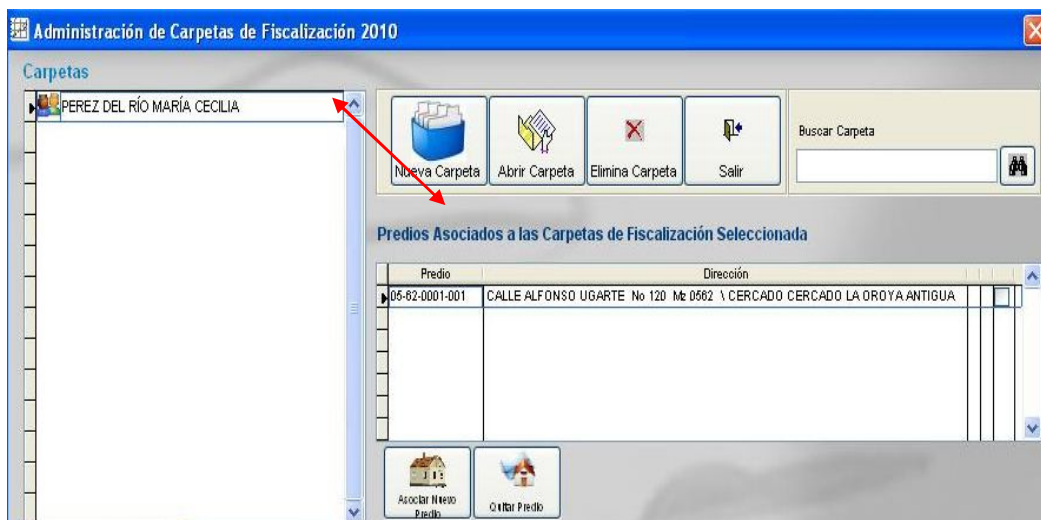 Administración de Carpetas de Fiscalización 2010
Carpetas
PEREZ DEL RÍO MARÍA CECILIA
Nueva Carpeta
Abrir Carpeta
Elimina Carpeta
Salir
Buscar Carpeta
Predios Asociados a las Carpetas de Fiscalización Seleccionada
Predio Dirección
05-62-0001-001 CALLE ALFONSO UGARTE No 120 Mz 0562 \ CERCADO CERCADO LA OROYA ANTIGUA
Asociar Nuevo
Predio
Quitar Predio